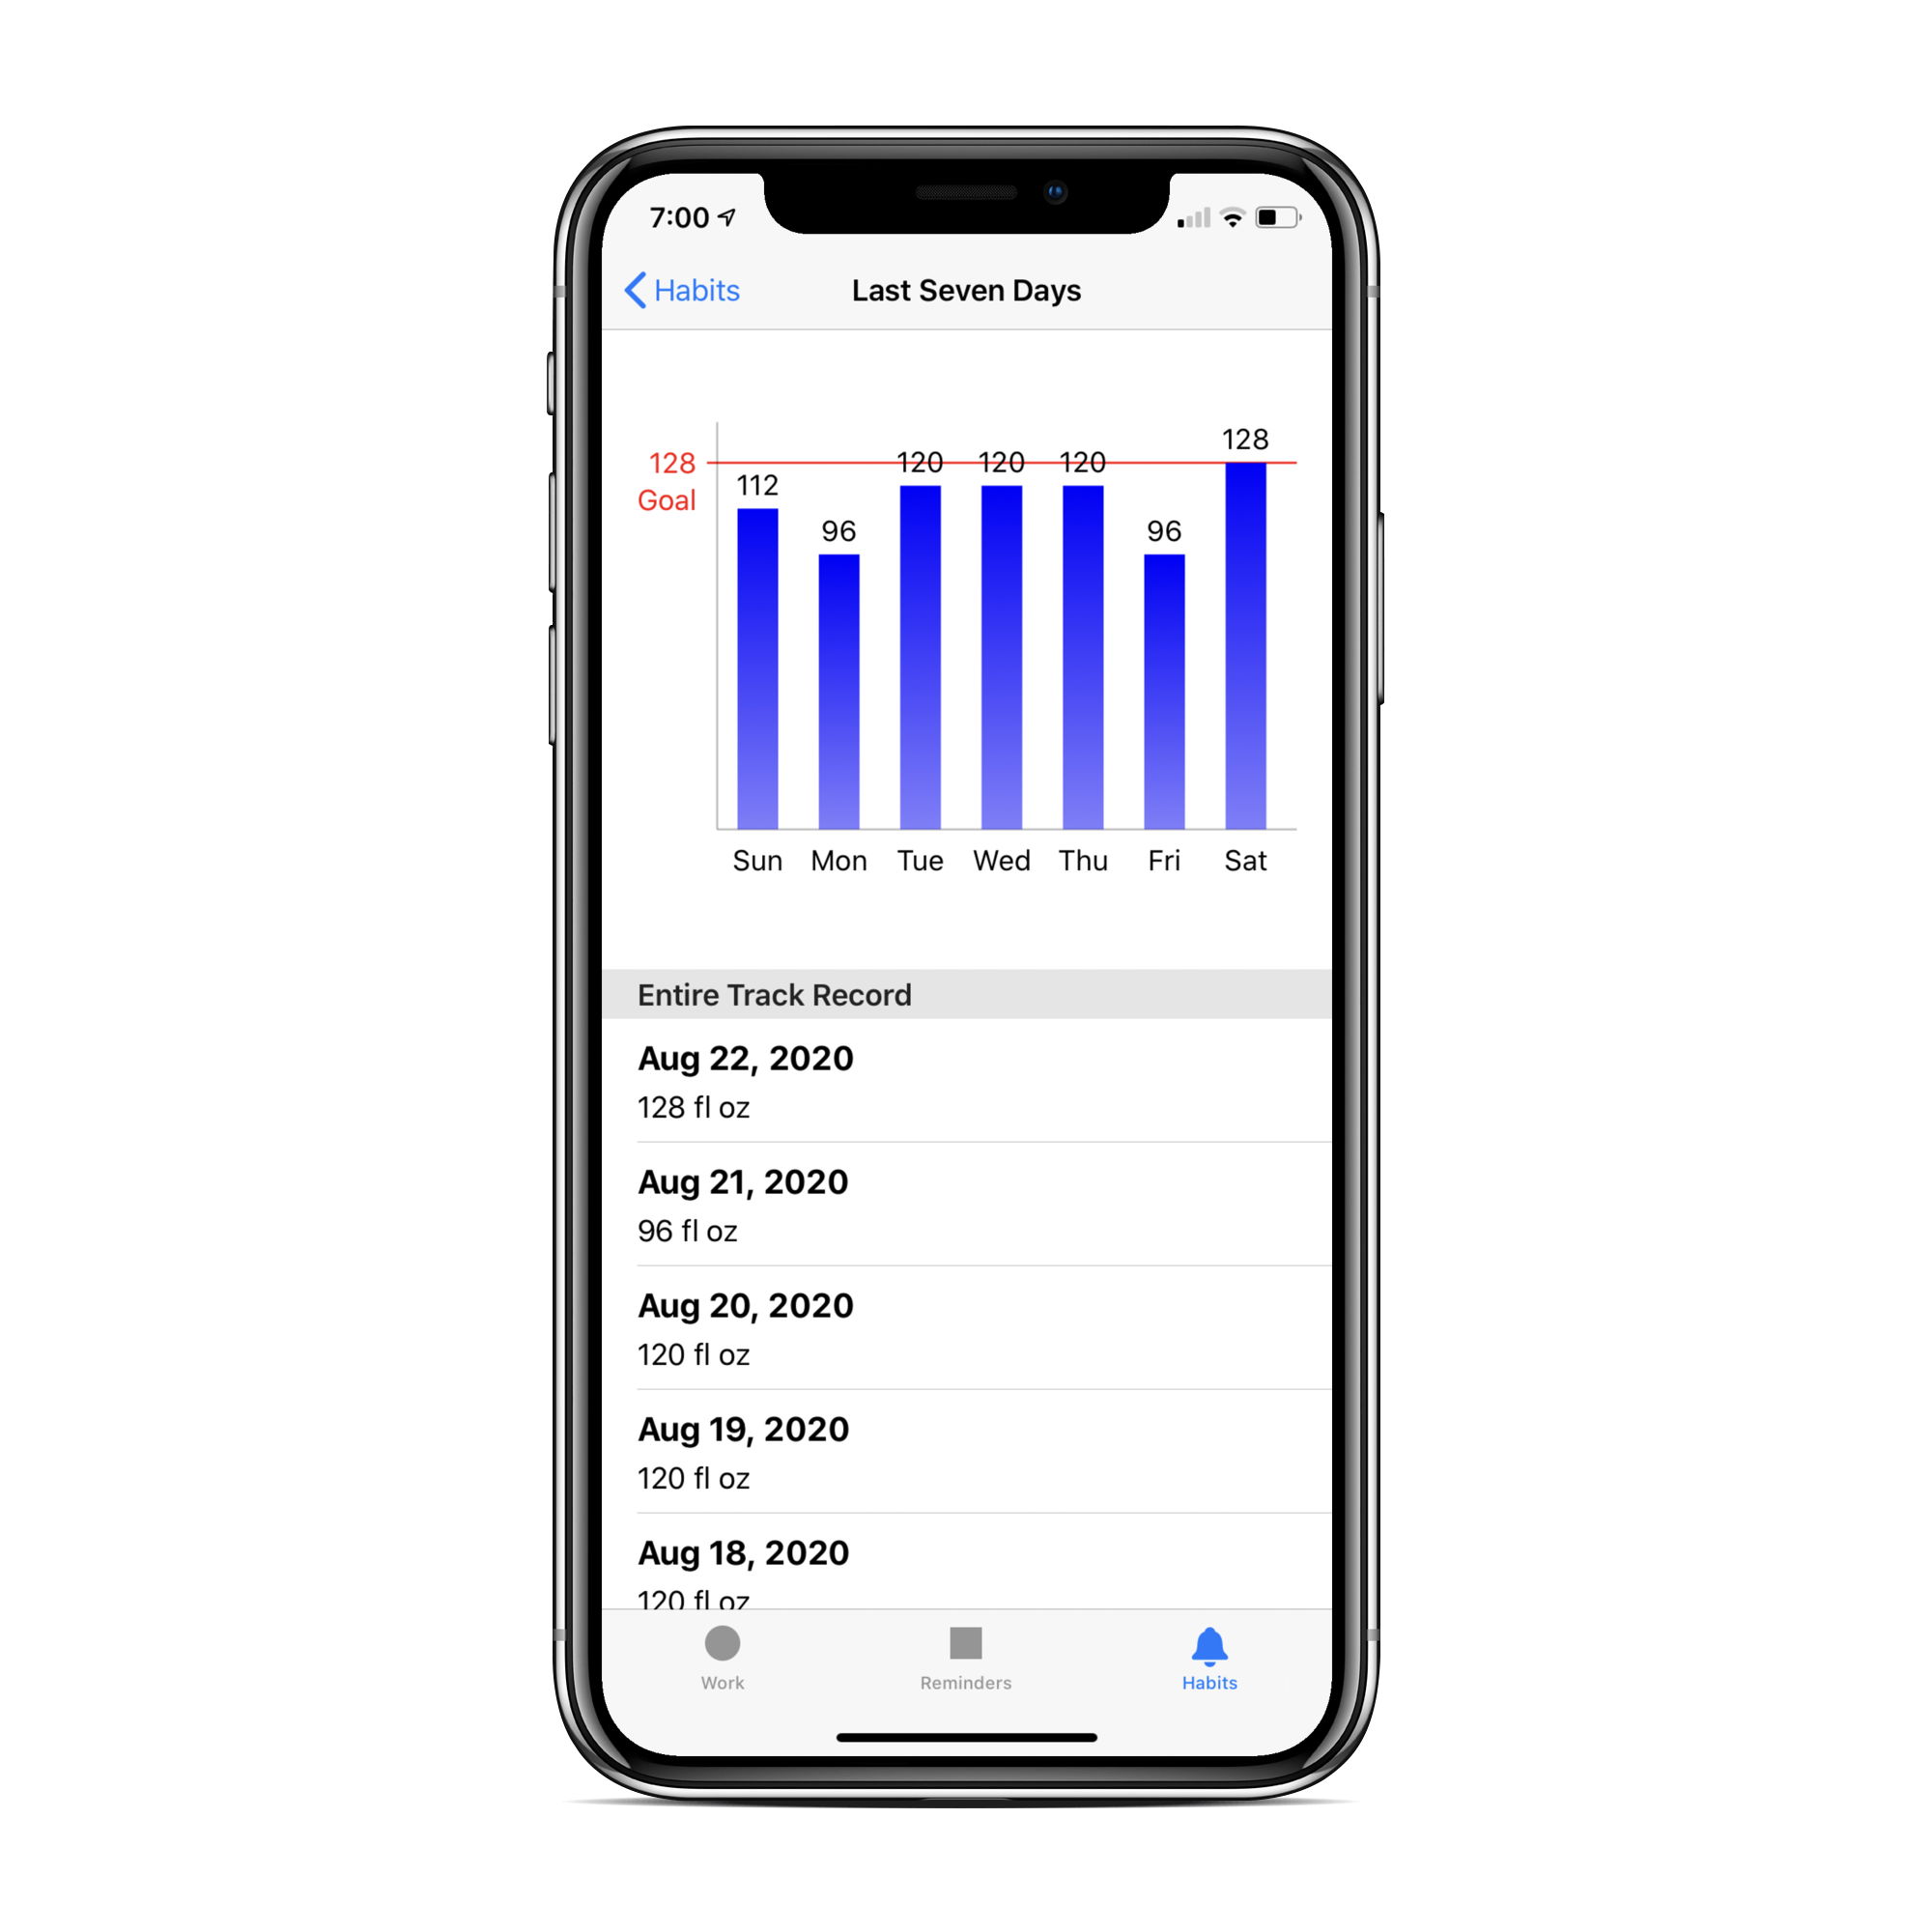 7:00
Habits
Last Seven Days
128
Goal
112
96
120
120
120
96
128
Sun Mon Tue Wed Thu Fri Sat
Entire Track Record
Aug 22, 2020
128 fl oz
Aug 21, 2020
96 fl oz
Aug 20, 2020
120 fl oz
Aug 19, 2020
120 fl oz
Aug 18, 2020
120 fl oz
Work Reminders Habits